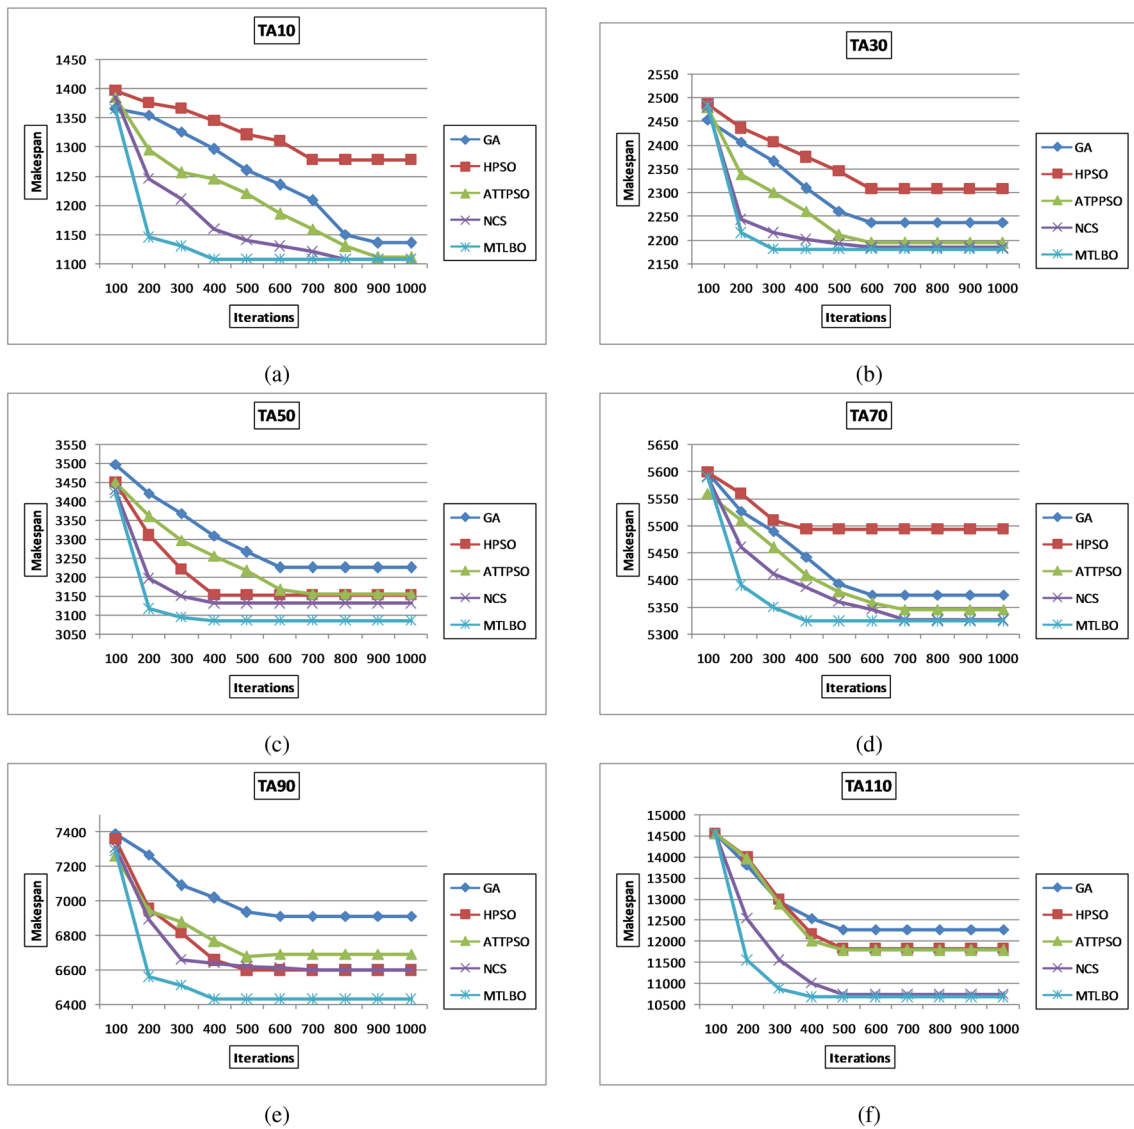 TA10
1450
1400
1350
1300
1250
1200
1150
1100
Makespan
100 200 300 400 500 600 700 800 900 1000
Iterations
GA
HPSO
ATTPSO
NCS
MTLBO
(a)
TA30
2550
2500
2450
2400
2350
2300
2250
2200
2150
Makespan
100 200 300 400 500 600 700 800 900 1000
Iterations
GA
HPSO
ATPPSO
NCS
MTLBO
(b)
TA50
3550
3500
3450
3400
3350
3300
3250
3200
3150
3100
3050
Makespan
100 200 300 400 500 600 700 800 900 1000
Iterations
GA
HPSO
ATTPSO
NCS
MTLBO
(c)
TA70
5650
5600
5550
5500
5450
5400
5350
5300
Makespan
100 200 300 400 500 600 700 800 900 1000
Iterations
GA
HPSO
ATTPSO
NCS
MTLBO
(d)
TA90
7400
7200
7000
6800
6600
6400
Makespan
100 200 300 400 500 600 700 800 900 1000
Iterations
GA
HPSO
ATTPSO
NCS
MTLBO
(e)
TA110
15000
14500
14000
13500
13000
12500
12000
11500
11000
10500
Makespan
100 200 300 400 500 600 700 800 900 1000
Iterations
GA
HPSO
ATTPSO
NCS
MTLBO
(f)